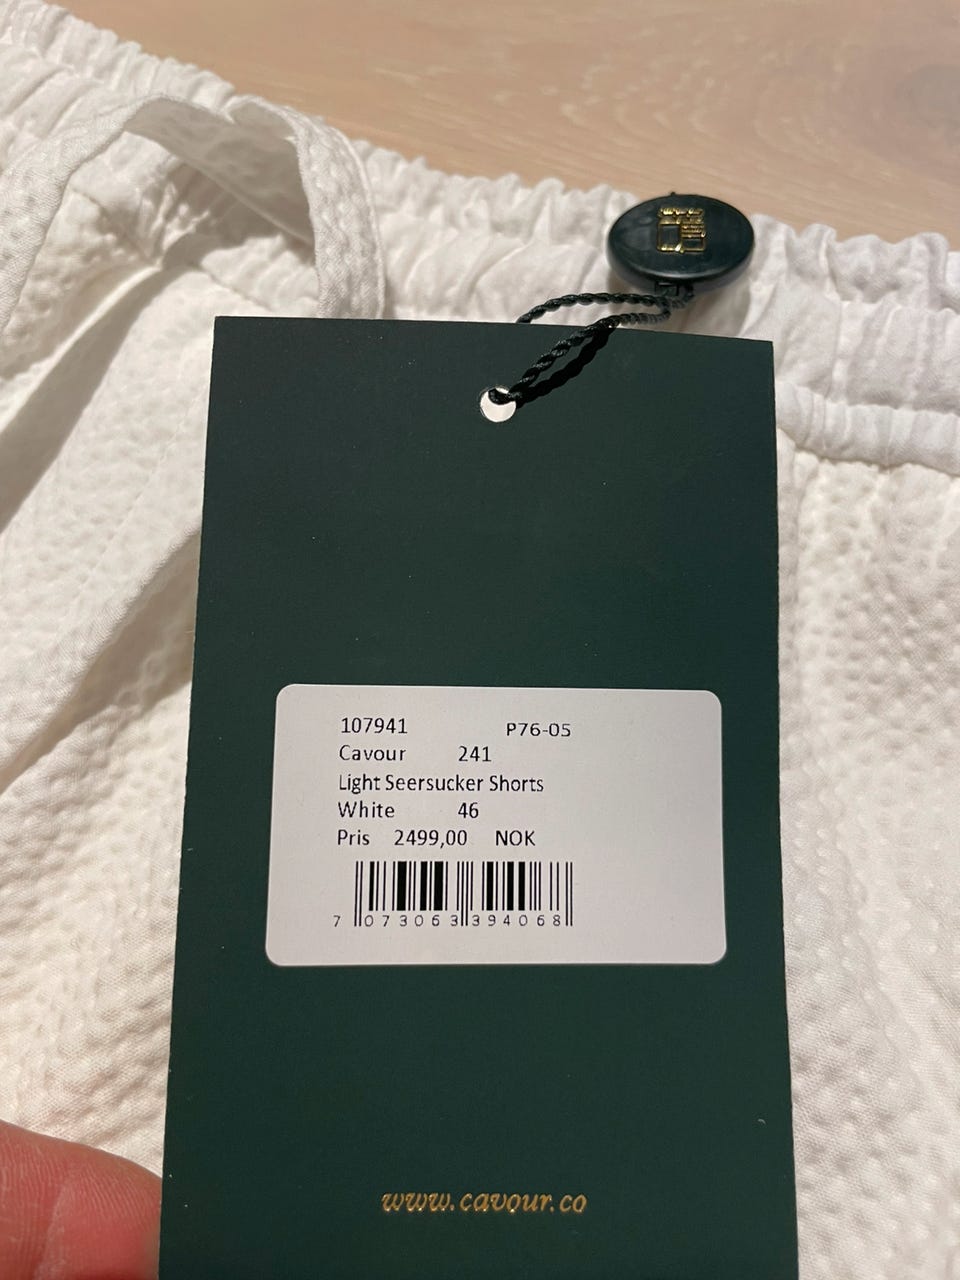 107941 P76-05
Cavour 241
Light Seersucker Shorts
White 46
Pris 2499,00 NOK
7 073063 394068
www.cavour.co